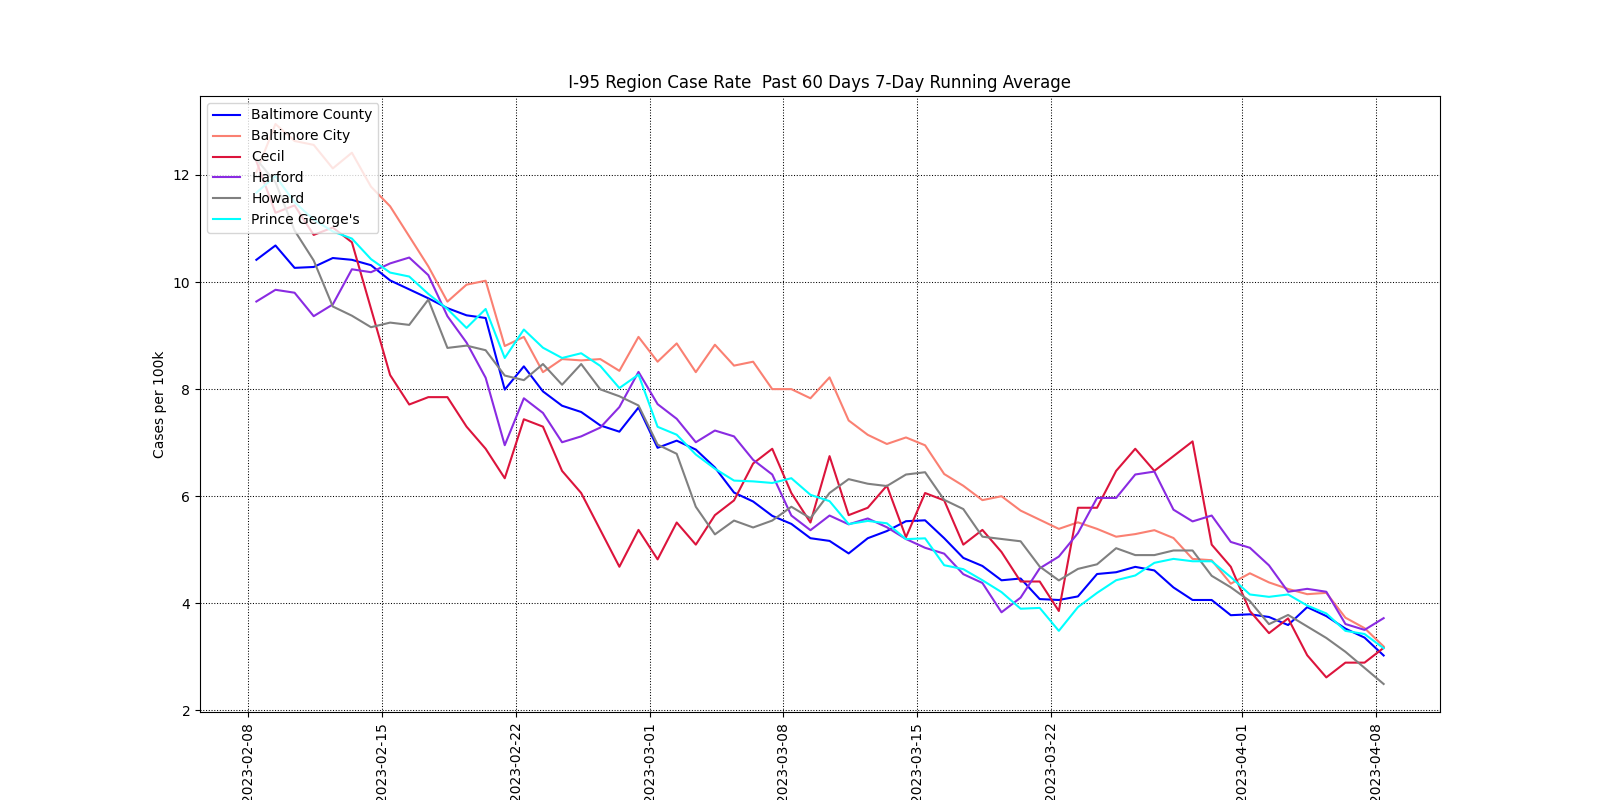 I-95 Region Case Rate  Past 60 Days 7-Day Running Average
Baltimore County
Baltimore City
Cecil
Harford
Howard
Prince George's
Cases per 100k
12
10
8
6
4
2
2023-02-08
2023-02-15
2023-02-22
2023-03-01
2023-03-08
2023-03-15
2023-03-22
2023-04-01
2023-04-08